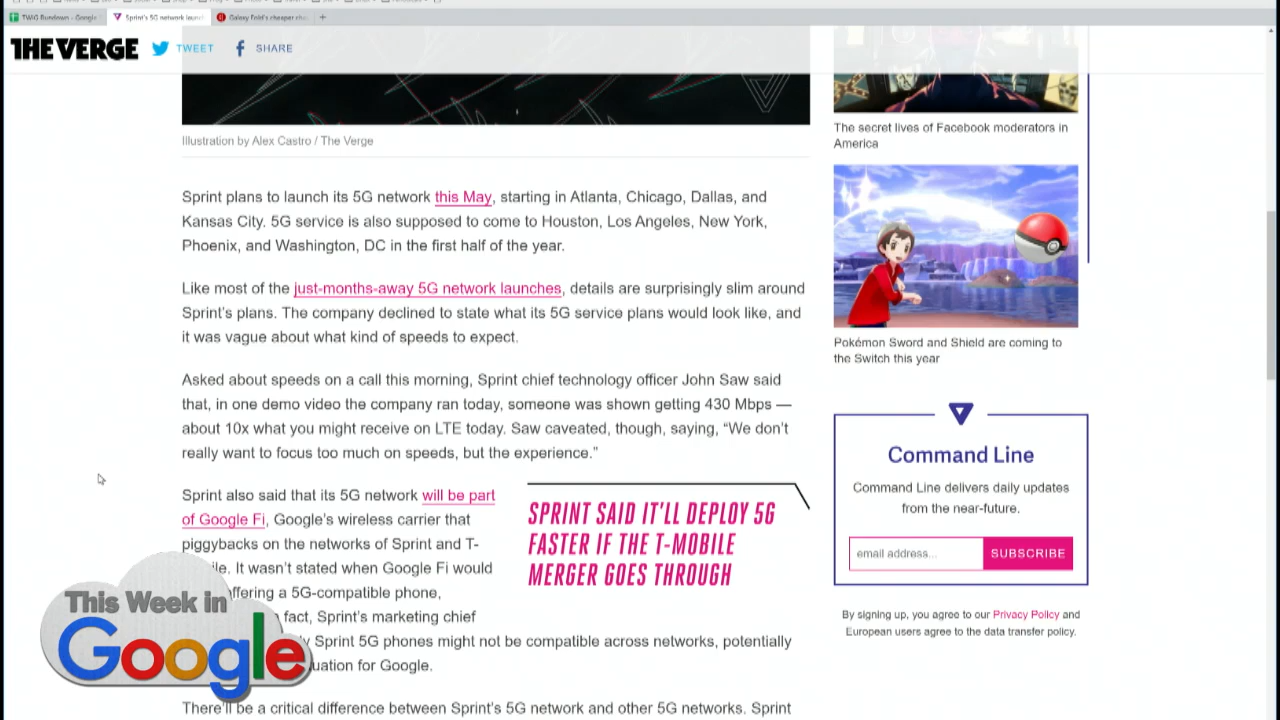 TWiG Rundown - Google
Sprint's 5G network launch
Galaxy Fold's cheaper
THE VERGE
TWEET
SHARE
Illustration by Alex Castro / The Verge
Sprint plans to launch its 5G network this May, starting in Atlanta, Chicago, Dallas, and
Kansas City. 5G service is also supposed to come to Houston, Los Angeles, New York,
Phoenix, and Washington, DC in the first half of the year.
Like most of the just-months-away 5G network launches, details are surprisingly slim around
Sprint's plans. The company declined to state what its 5G service plans would look like, and
it was vague about what kind of speeds to expect.
Asked about speeds on a call this morning, Sprint chief technology officer John Saw said
that, in one demo video the company ran today, someone was shown getting 430 Mbps —
about 10x what you might receive on LTE today. Saw caveated, though, saying, “We don't
really want to focus too much on speeds, but the experience.”
Sprint also said that its 5G network will be part
of Google Fi, Google's wireless carrier that
piggybacks on the networks of Sprint and T-
ile. It wasn't stated when Google Fi would
ffering a 5G-compatible phone,
fact, Sprint's marketing chief
y Sprint 5G phones might not be compatible across networks, potentially
uation for Google.
There'll be a critical difference between Sprint's 5G network and other 5G networks. Sprint
SPRINT SAID IT'LL DEPLOY 5G
FASTER IF THE T-MOBILE
MERGER GOES THROUGH
The secret lives of Facebook moderators in
America
Pokémon Sword and Shield are coming to
the Switch this year
Command Line
Command Line delivers daily updates
from the near-future.
email address...
SUBSCRIBE
By signing up, you agree to our Privacy Policy and
European users agree to the data transfer policy.
This Week in
Google